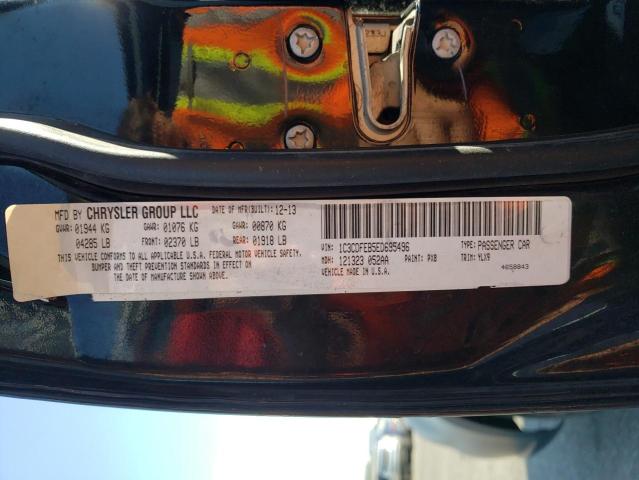 MFD BY CHRYSLER GROUP LLC DATE OF MFR(BUILT): 12-13
GVWR: 01944 KG GAWR: 01076 KG GAWR: 00870 KG
04285 LB FRONT: 02370 LB REAR: 01918 LB
THIS VEHICLE CONFORMS TO ALL APPLICABLE U.S.A. FEDERAL MOTOR VEHICLE SAFETY,
BUMPER AND THEFT PREVENTION STANDARDS IN EFFECT ON
THE DATE OF MANUFACTURE SHOWN ABOVE.
VIN: 1C3CDFEB5ED695496 TYPE: PASSENGER CAR
MDH: 121323 052AA PAINT: PX8 TRIM: YLX9
VEHICLE MADE IN U.S.A.
4658843